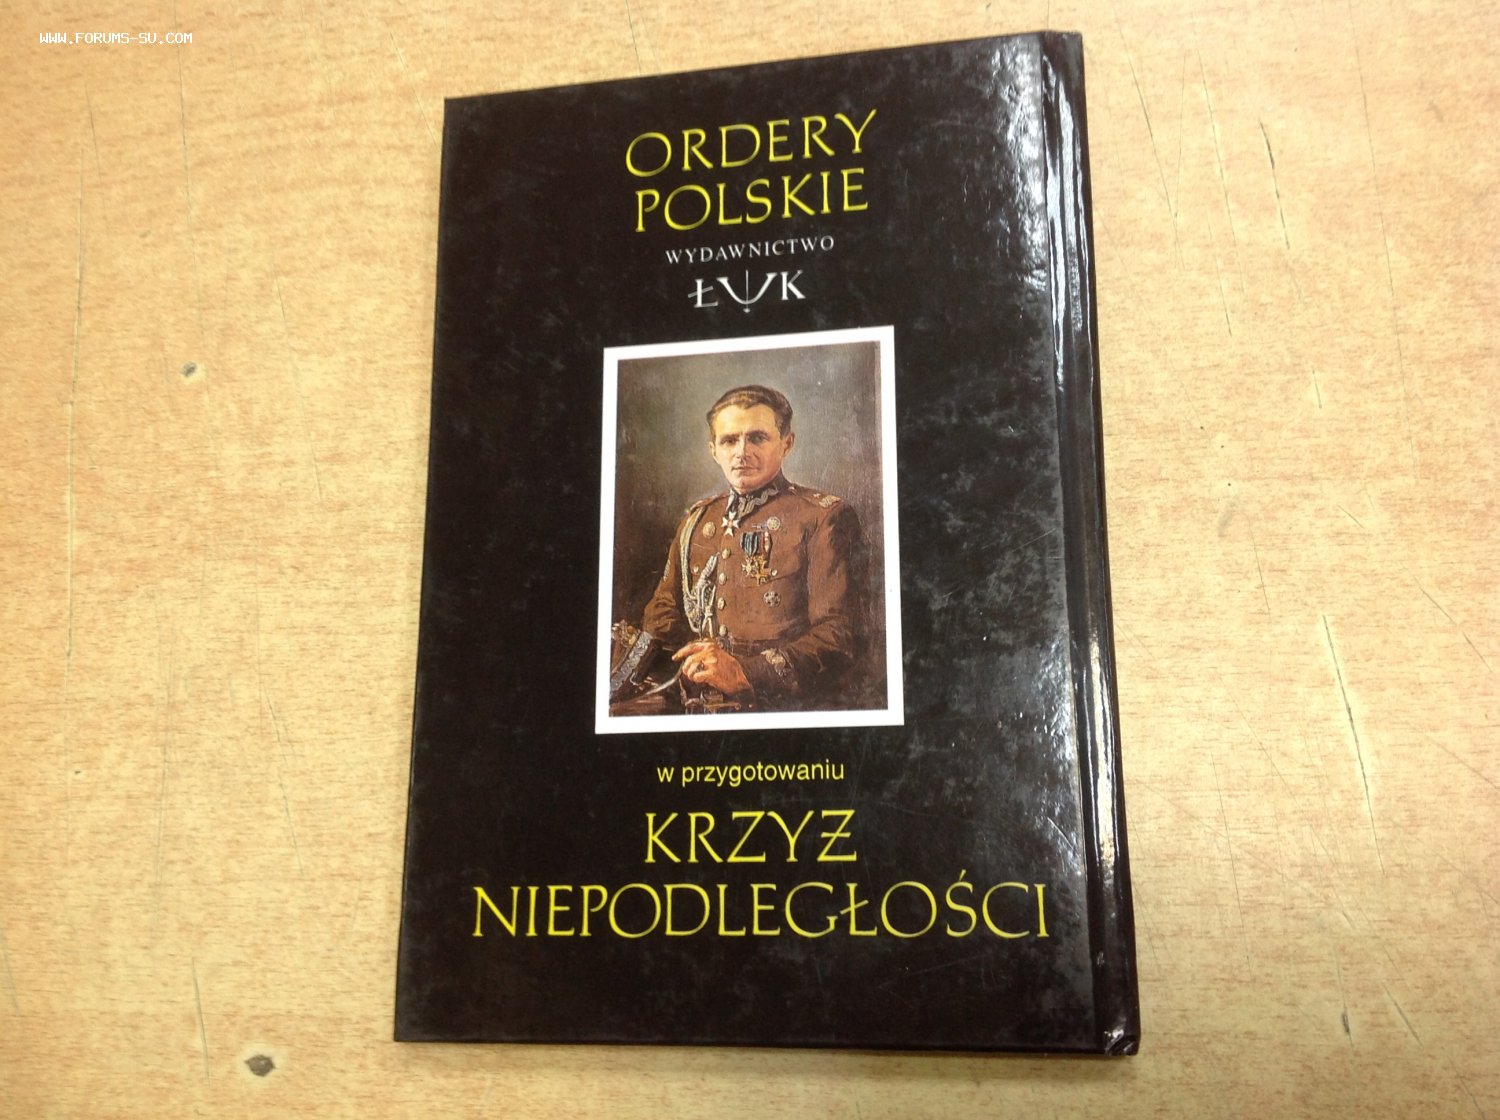 WWW.FORUMS-SU.COM
ORDERY
POLSKIE
WYDAWNICTWO
ŁUK
w przygotowaniu
KRZYŻ
NIEPODLEGŁOŚCI